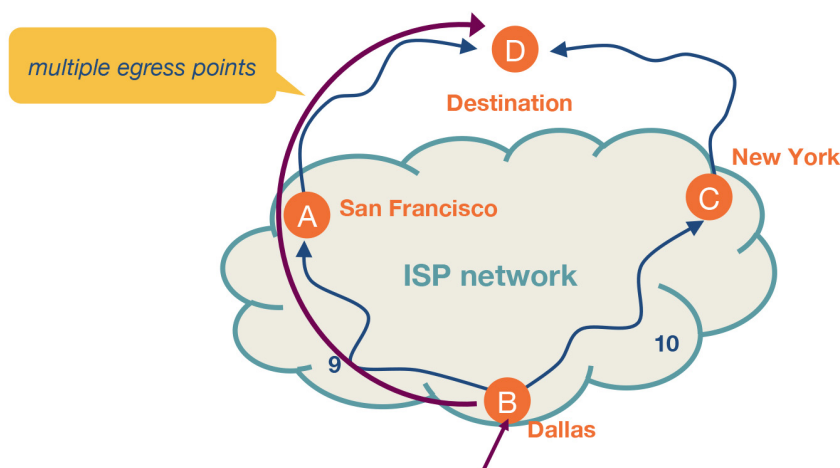 multiple egress points
D
Destination
New York
A
San Francisco
C
ISP network
9
10
B
Dallas